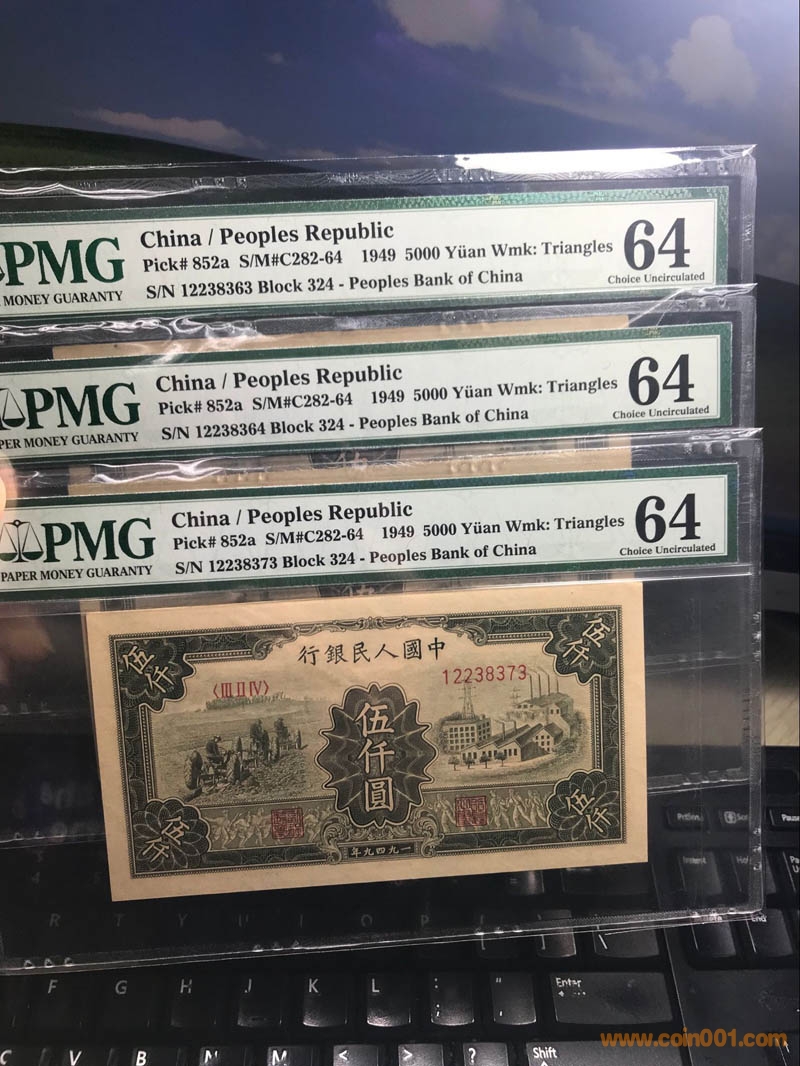 PMG
MONEY GUARANTY
China / Peoples Republic
Pick# 852a S/M#C282-64 1949 5000 Yüan Wmk: Triangles
S/N 12238363 Block 324 - Peoples Bank of China
64
Choice Uncirculated
PMG
PER MONEY GUARANTY
China / Peoples Republic
Pick# 852a S/M#C282-64 1949 5000 Yüan Wmk: Triangles
S/N 12238364 Block 324 - Peoples Bank of China
64
Choice Uncirculated
PMG
PAPER MONEY GUARANTY
China / Peoples Republic
Pick# 852a S/M#C282-64 1949 5000 Yüan Wmk: Triangles
S/N 12238373 Block 324 - Peoples Bank of China
64
Choice Uncirculated
伍仟
行銀民人國中
伍仟
〈III II IV〉
12238373
伍仟圓
伍仟
伍仟
年九四九一
PrtScn
Pause
Insert
End
R T Y U I O P [
\
F G H J K L ; "
Enter
C V B N M < > ?
Shift
www.coin001.com